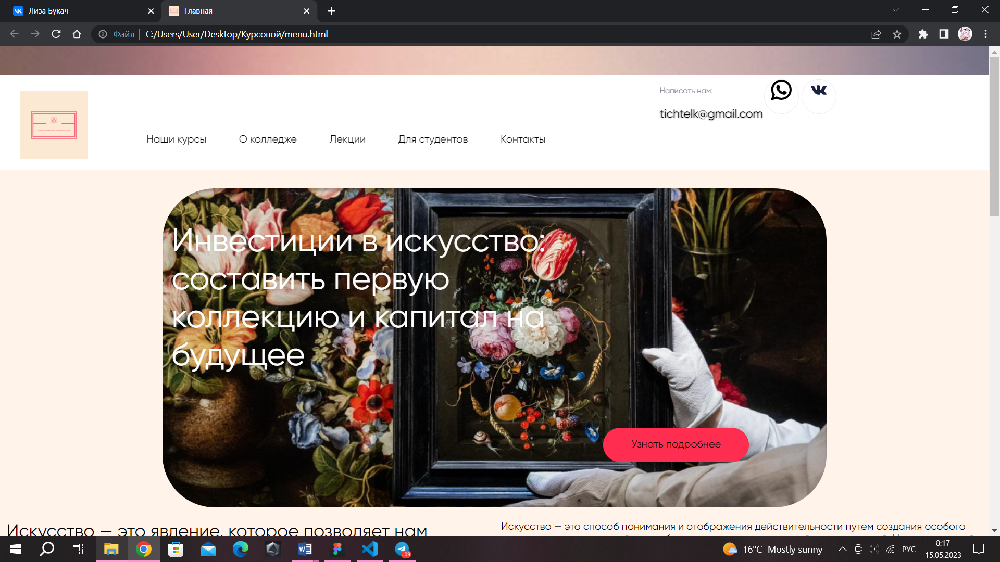 Лиза Букач
Главная
Файл
C:/Users/User/Desktop/Курсовой/menu.html
Написать нам:
tichtelk@gmail.com
Наши курсы
О колледже
Лекции
Для студентов
Контакты
Инвестиции в искусство:
составить первую
коллекцию и капитал на
будущее
Узнать подробнее
Искусство — это явление, которое позволяет нам
Искусство — это способ понимания и отображения действительности путем создания особого
16°C Mostly sunny
РУС
8:17
15.05.2023
..09